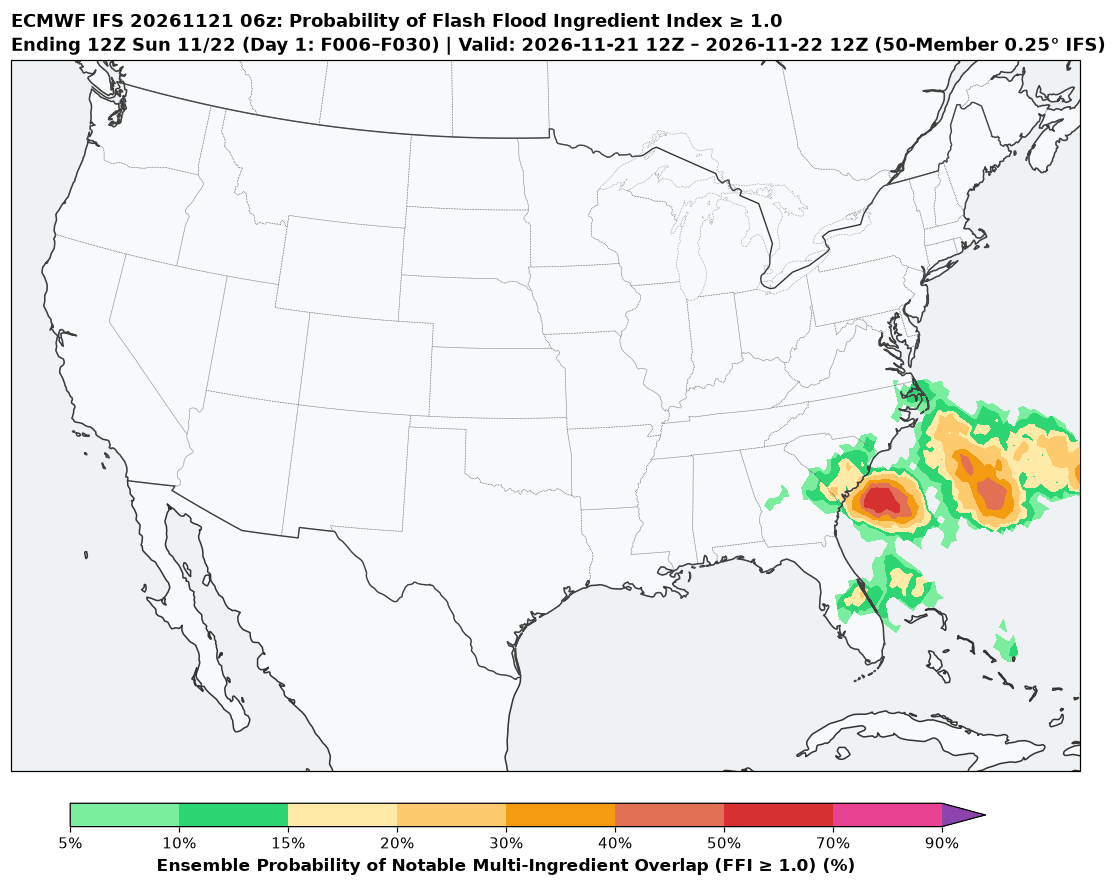 ECMWF IFS 20261121 06z: Probability of Flash Flood Ingredient Index ≥ 1.0
Ending 12Z Sun 11/22 (Day 1: F006–F030) | Valid: 2026-11-21 12Z – 2026-11-22 12Z (50-Member 0.25° IFS)
5% 10% 15% 20% 30% 40% 50% 70% 90%
Ensemble Probability of Notable Multi-Ingredient Overlap (FFI ≥ 1.0) (%)